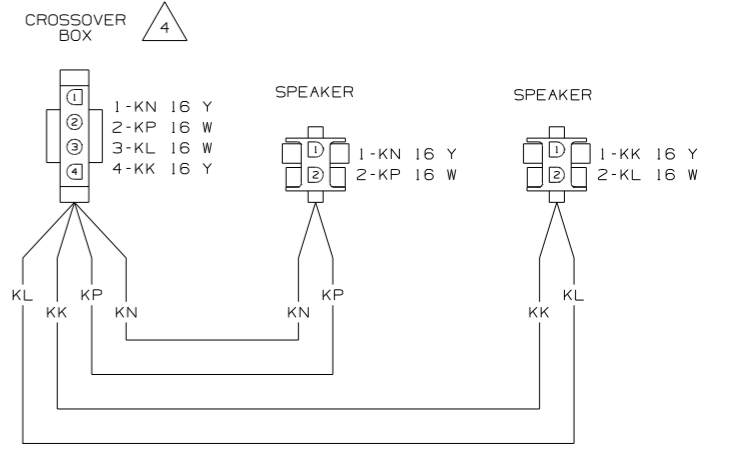 CROSSOVER
BOX
4
1
2
3
4
1-KN 16 Y
2-KP 16 W
3-KL 16 W
4-KK 16 Y
SPEAKER
1
2
1-KN 16 Y
2-KP 16 W
SPEAKER
1
2
1-KK 16 Y
2-KL 16 W
KL
KK
KP
KN
KN
KP
KK
KL